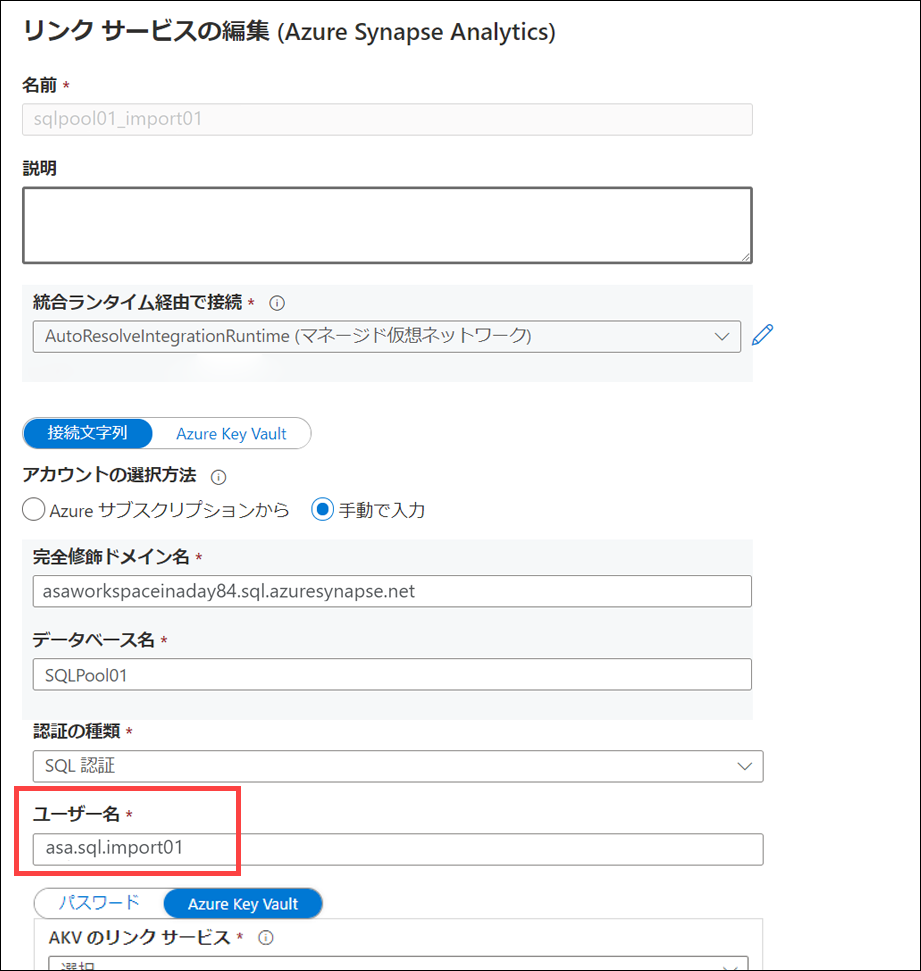 リンク サービスの編集 (Azure Synapse Analytics)
名前 *
sqlpool01_import01
説明
統合ランタイム経由で接続 *
AutoResolveIntegrationRuntime (マネージド仮想ネットワーク)
接続文字列 Azure Key Vault
アカウントの選択方法
Azure サブスクリプションから 手動で入力
完全修飾ドメイン名 *
asaworkspaceinaday84.sql.azuresynapse.net
データベース名 *
SQLPool01
認証の種類 *
SQL 認証
ユーザー名 *
asa.sql.import01
パスワード Azure Key Vault
AKV のリンク サービス *
選択